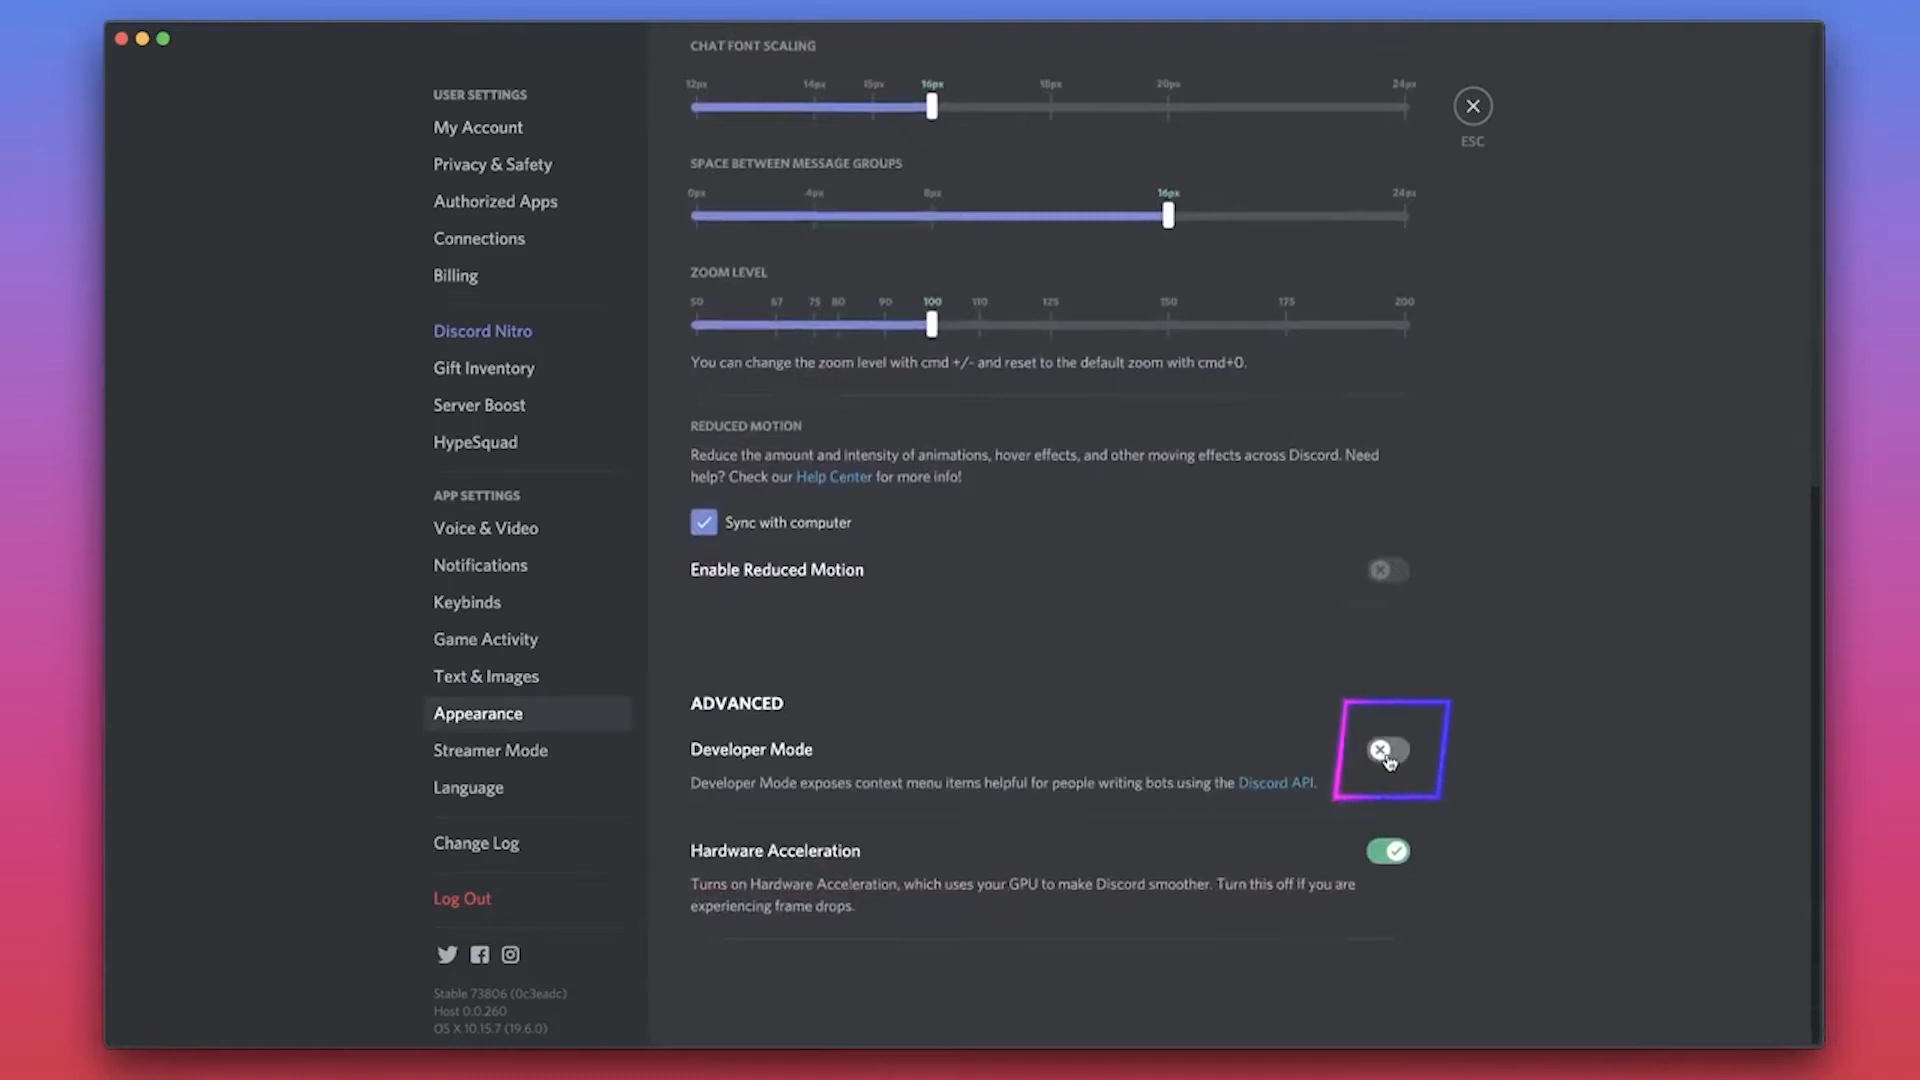 USER SETTINGS
My Account
Privacy & Safety
Authorized Apps
Connections
Billing
Discord Nitro
Gift Inventory
Server Boost
HypeSquad
APP SETTINGS
Voice & Video
Notifications
Keybinds
Game Activity
Text & Images
Appearance
Streamer Mode
Language
Change Log
Log Out
Stable 73806 (0c3eadc)
Host 0.0.260
OS X 10.15.7 (19.6.0)
CHAT FONT SCALING
12px 14px 15px 16px 18px 20px 24px
SPACE BETWEEN MESSAGE GROUPS
0px 4px 8px 16px 24px
ZOOM LEVEL
50 67 75 80 90 100 110 125 150 175 200
You can change the zoom level with cmd +/- and reset to the default zoom with cmd+0.
REDUCED MOTION
Reduce the amount and intensity of animations, hover effects, and other moving effects across Discord. Need
help? Check our Help Center for more info!
Sync with computer
Enable Reduced Motion
ADVANCED
Developer Mode
Developer Mode exposes context menu items helpful for people writing bots using the Discord API.
Hardware Acceleration
Turns on Hardware Acceleration, which uses your GPU to make Discord smoother. Turn this off if you are
experiencing frame drops.
ESC